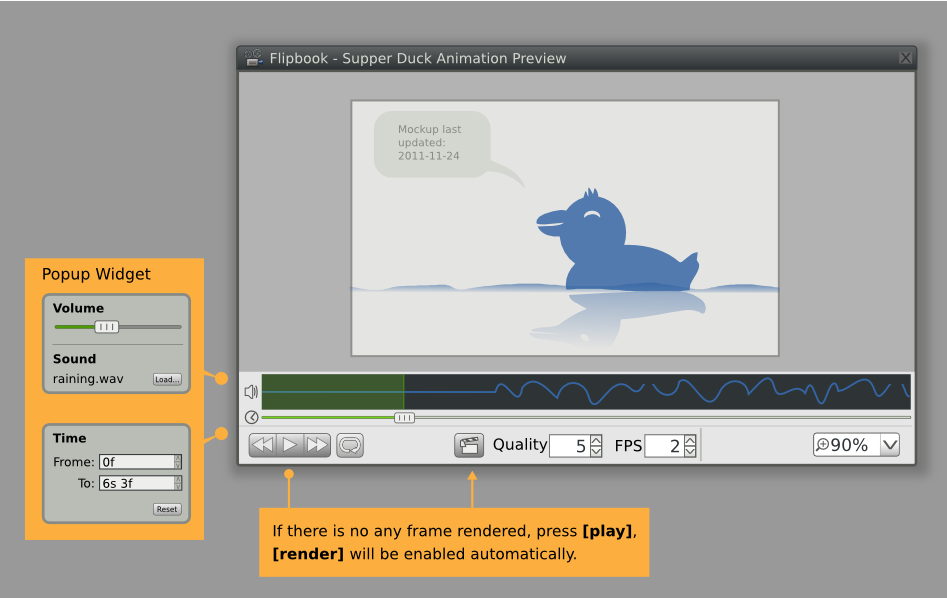 Flipbook - Supper Duck Animation Preview
Mockup last
updated:
2011-11-24
Popup Widget
Volume
Sound
raining.wav Load...
Time
Frome: 0f
To: 6s 3f
Reset
Quality 5 FPS 2 90%
If there is no any frame rendered, press [play],
[render] will be enabled automatically.